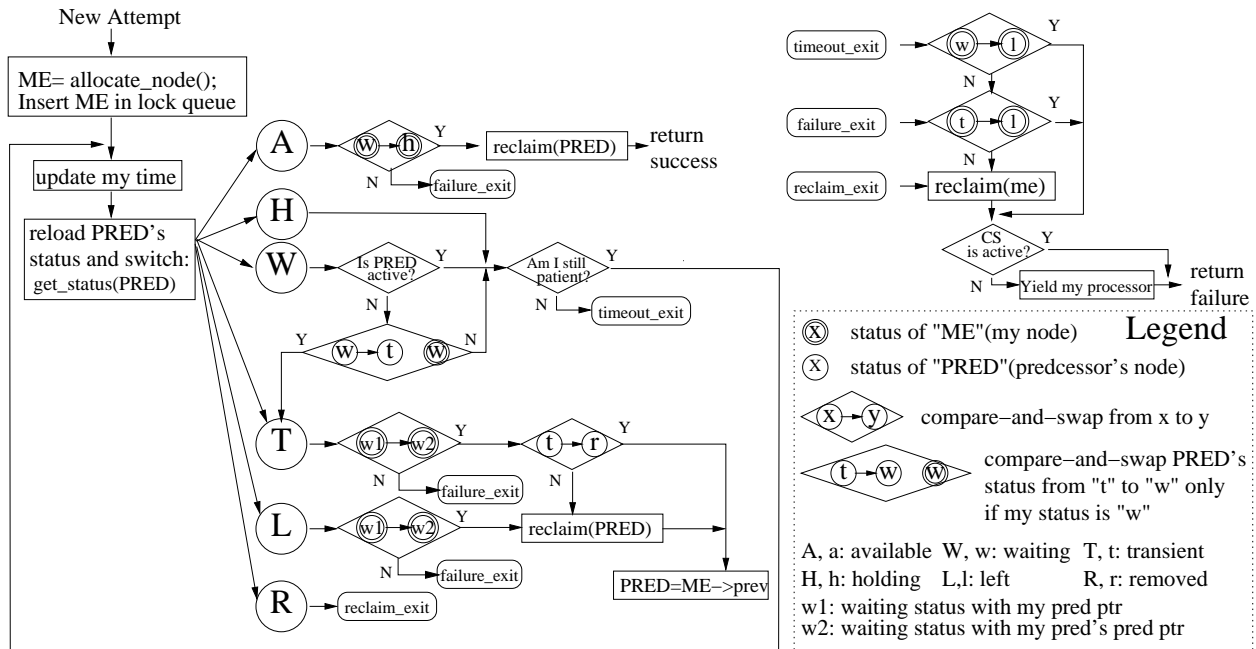 New Attempt
ME= allocate_node();
Insert ME in lock queue
update my time
reload PRED's
status and switch:
get_status(PRED)
A
w h
Y
N
reclaim(PRED)
return
success
failure_exit
H
W
Is PRED
active?
Y
N
Am I still
patient?
Y
N
timeout_exit
Y
w t w
N
T
w1 w2
Y
N
failure_exit
t r
Y
N
L
w1 w2
Y
N
failure_exit
reclaim(PRED)
PRED=ME->prev
R
reclaim_exit
timeout_exit
w l
Y
N
failure_exit
t l
Y
N
reclaim_exit
reclaim(me)
CS
is active?
Y
N
Yield my processor
return
failure
Legend
x status of "ME"(my node)
x status of "PRED"(predcessor's node)
x y compare−and−swap from x to y
t w w compare−and−swap PRED's
status from "t" to "w" only
if my status is "w"
A, a: available W, w: waiting T, t: transient
H, h: holding L,l: left R, r: removed
w1: waiting status with my pred ptr
w2: waiting status with my pred's pred ptr